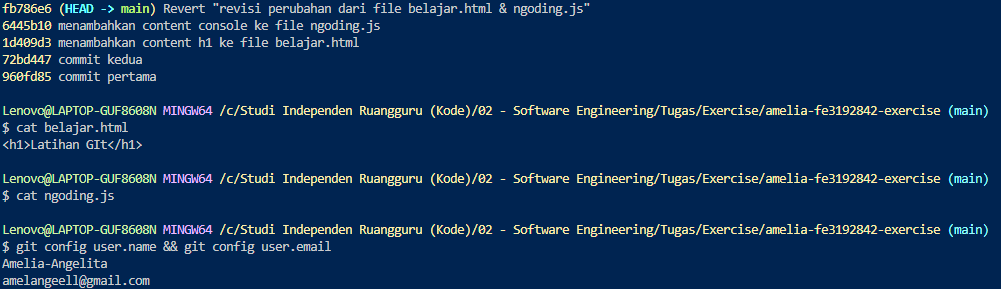 fb786e6 (HEAD -> main) Revert "revisi perubahan dari file belajar.html & ngoding.js"
6445b10 menambahkan content console ke file ngoding.js
1d409d3 menambahkan content h1 ke file belajar.html
72bd447 commit kedua
960fd85 commit pertama
Lenovo@LAPTOP-GUF8608N MINGW64 /c/Studi Independen Ruangguru (Kode)/02 - Software Engineering/Tugas/Exercise/amelia-fe3192842-exercise (main)
$ cat belajar.html
<h1>Latihan GIt</h1>
Lenovo@LAPTOP-GUF8608N MINGW64 /c/Studi Independen Ruangguru (Kode)/02 - Software Engineering/Tugas/Exercise/amelia-fe3192842-exercise (main)
$ cat ngoding.js
Lenovo@LAPTOP-GUF8608N MINGW64 /c/Studi Independen Ruangguru (Kode)/02 - Software Engineering/Tugas/Exercise/amelia-fe3192842-exercise (main)
$ git config user.name && git config user.email
Amelia-Angelita
amelangeell@gmail.com